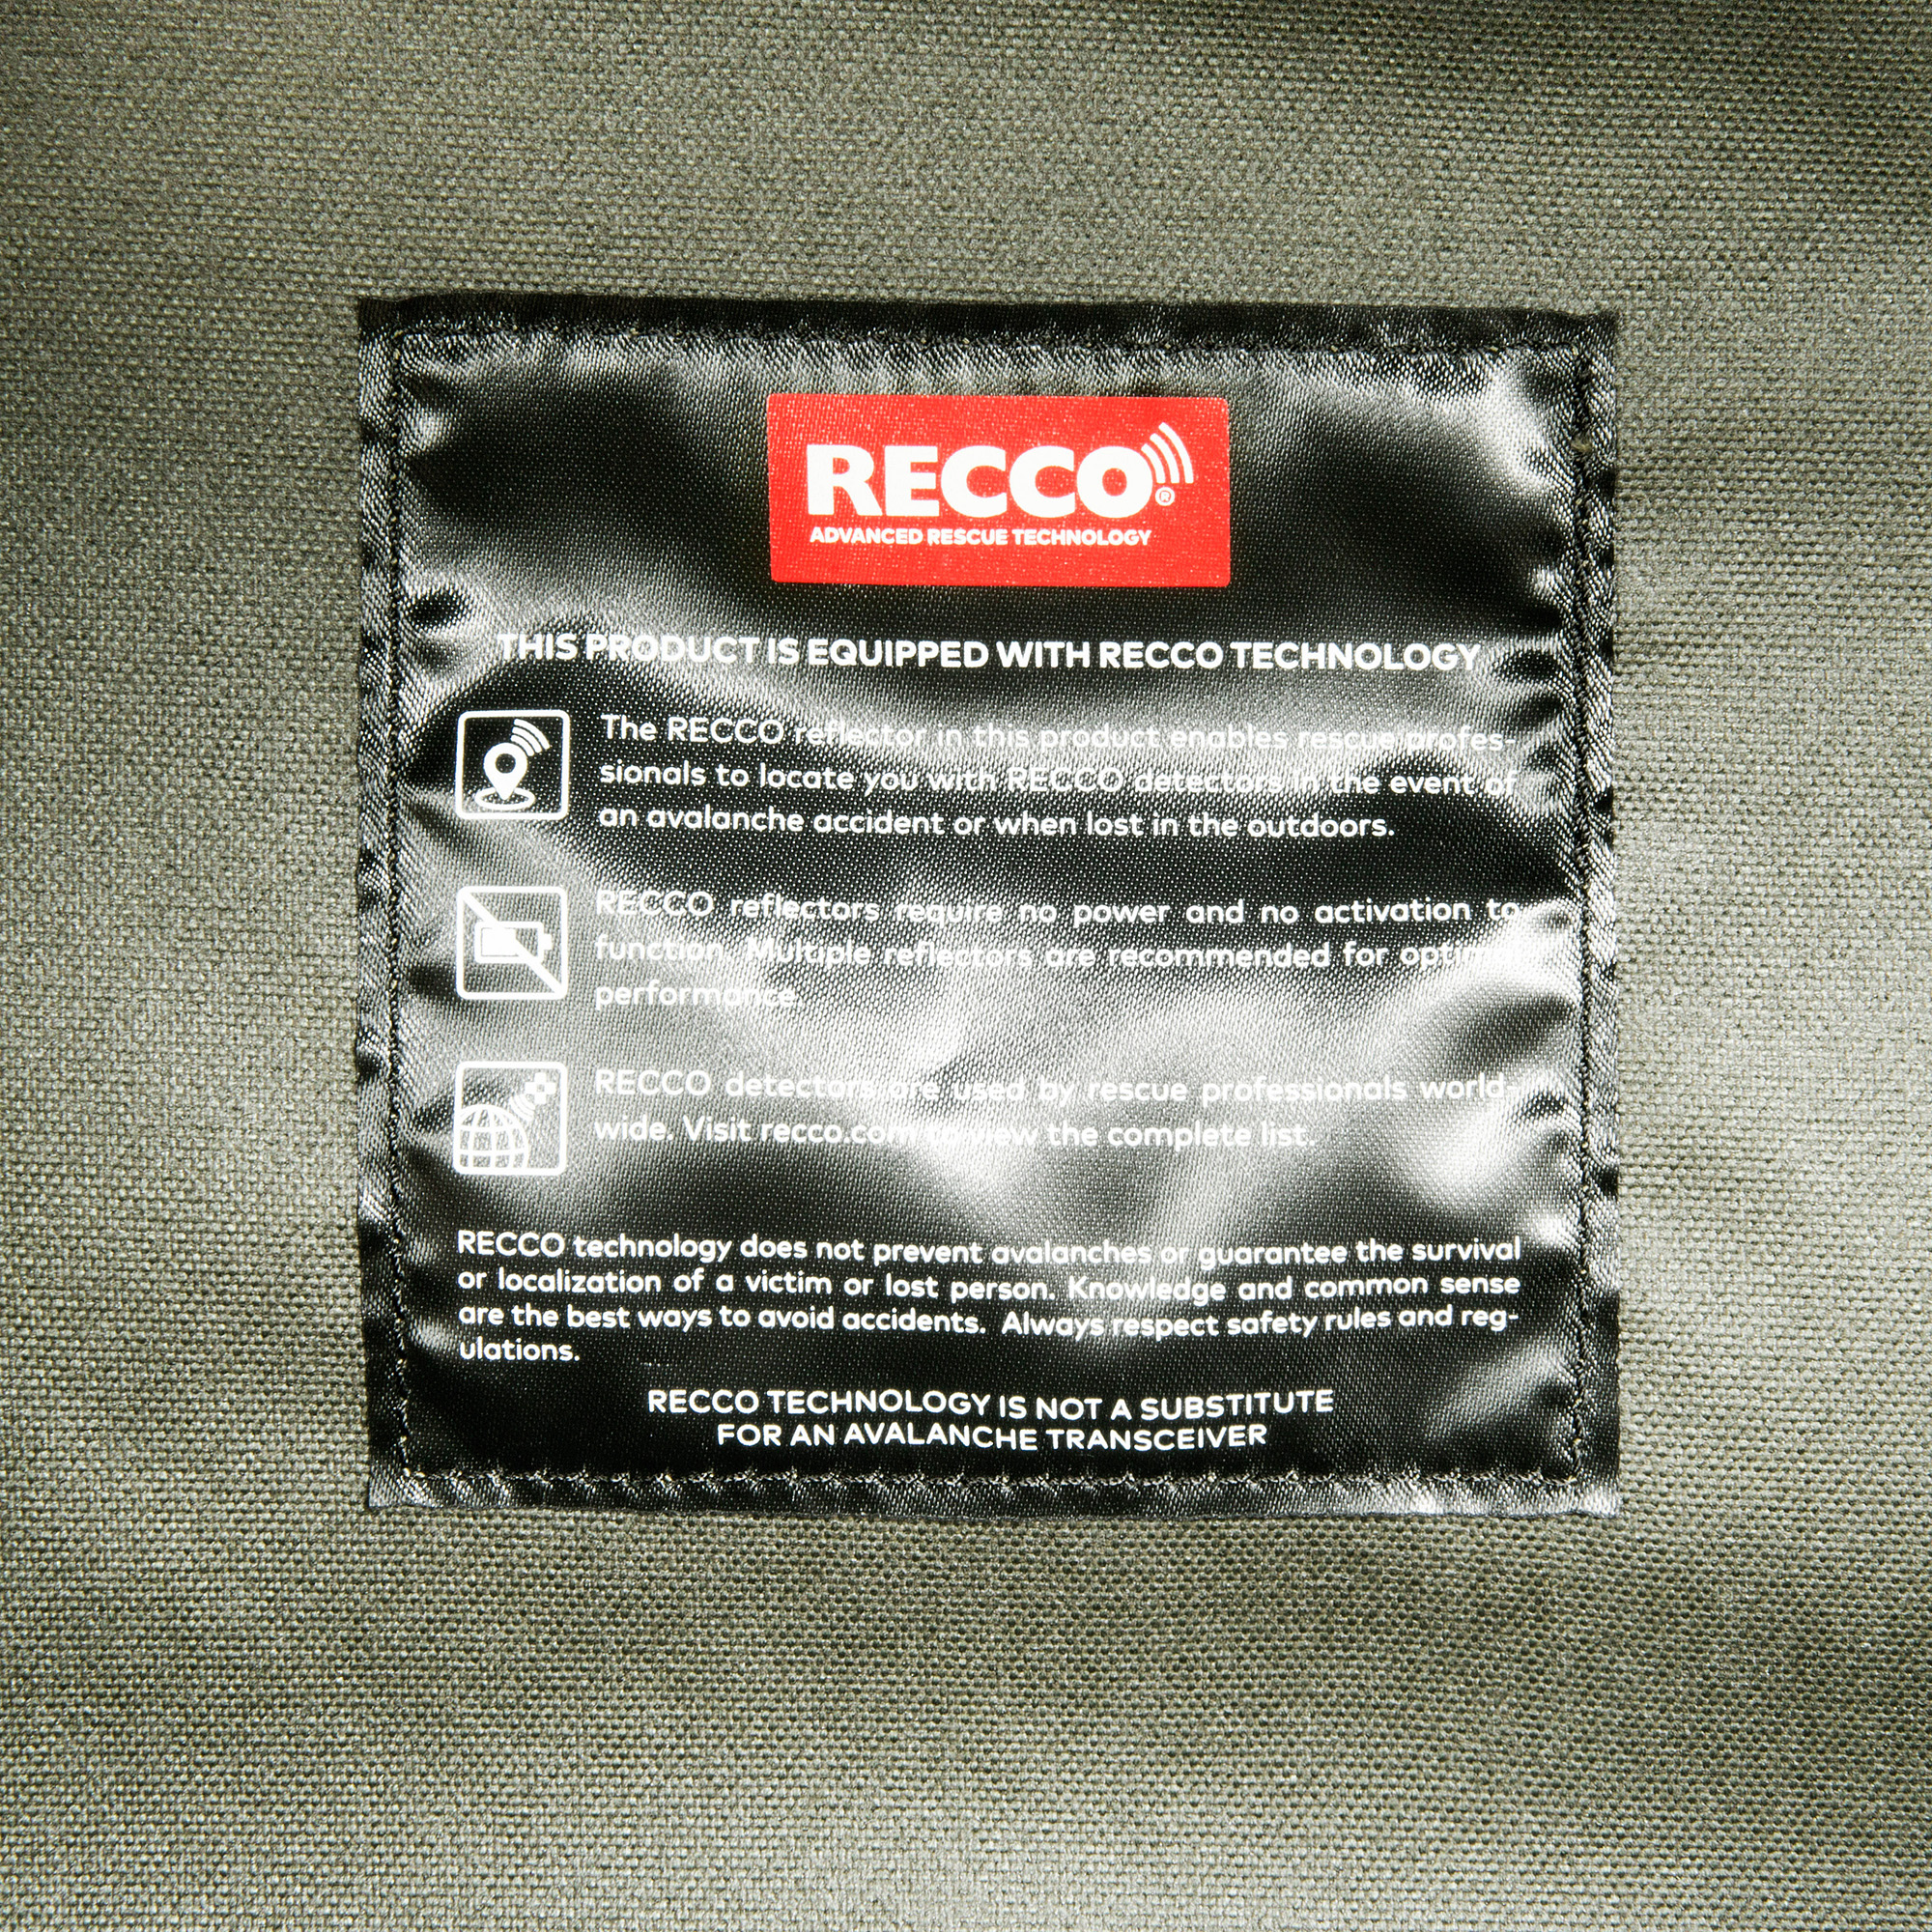 RECCO®
ADVANCED RESCUE TECHNOLOGY
THIS PRODUCT IS EQUIPPED WITH RECCO TECHNOLOGY
The RECCO reflector in this product enables rescue profes-
sionals to locate you with RECCO detectors in the event of
an avalanche accident or when lost in the outdoors.
RECCO reflectors require no power and no activation to
function. Multiple reflectors are recommended for
performance.
RECCO detectors are used by rescue professionals world-
wide. Visit recco.com to view the complete list.
RECCO technology does not prevent avalanches or guarantee the survival
or localization of a victim or lost person. Knowledge and common sense
are the best ways to avoid accidents. Always respect safety rules and reg-
ulations.
RECCO TECHNOLOGY IS NOT A SUBSTITUTE
FOR AN AVALANCHE TRANSCEIVER